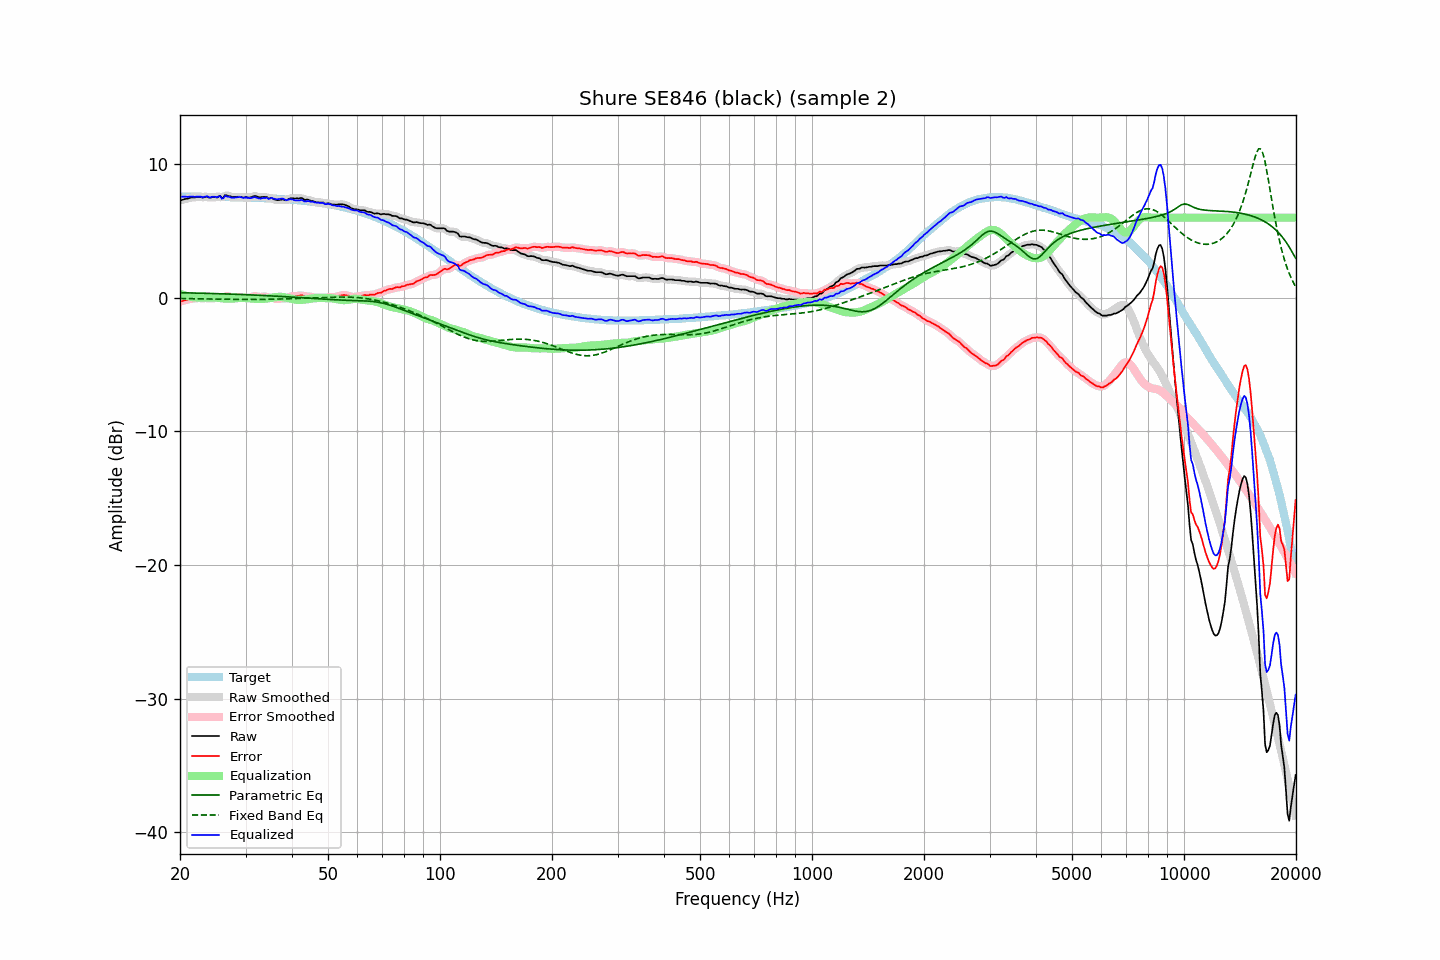 Shure SE846 (black) (sample 2)
10
0
−10
−20
−30
−40
Amplitude (dBr)
Target
Raw Smoothed
Error Smoothed
Raw
Error
Equalization
Parametric Eq
Fixed Band Eq
Equalized
20 50 100 200 500 1000 2000 5000 10000 20000
Frequency (Hz)